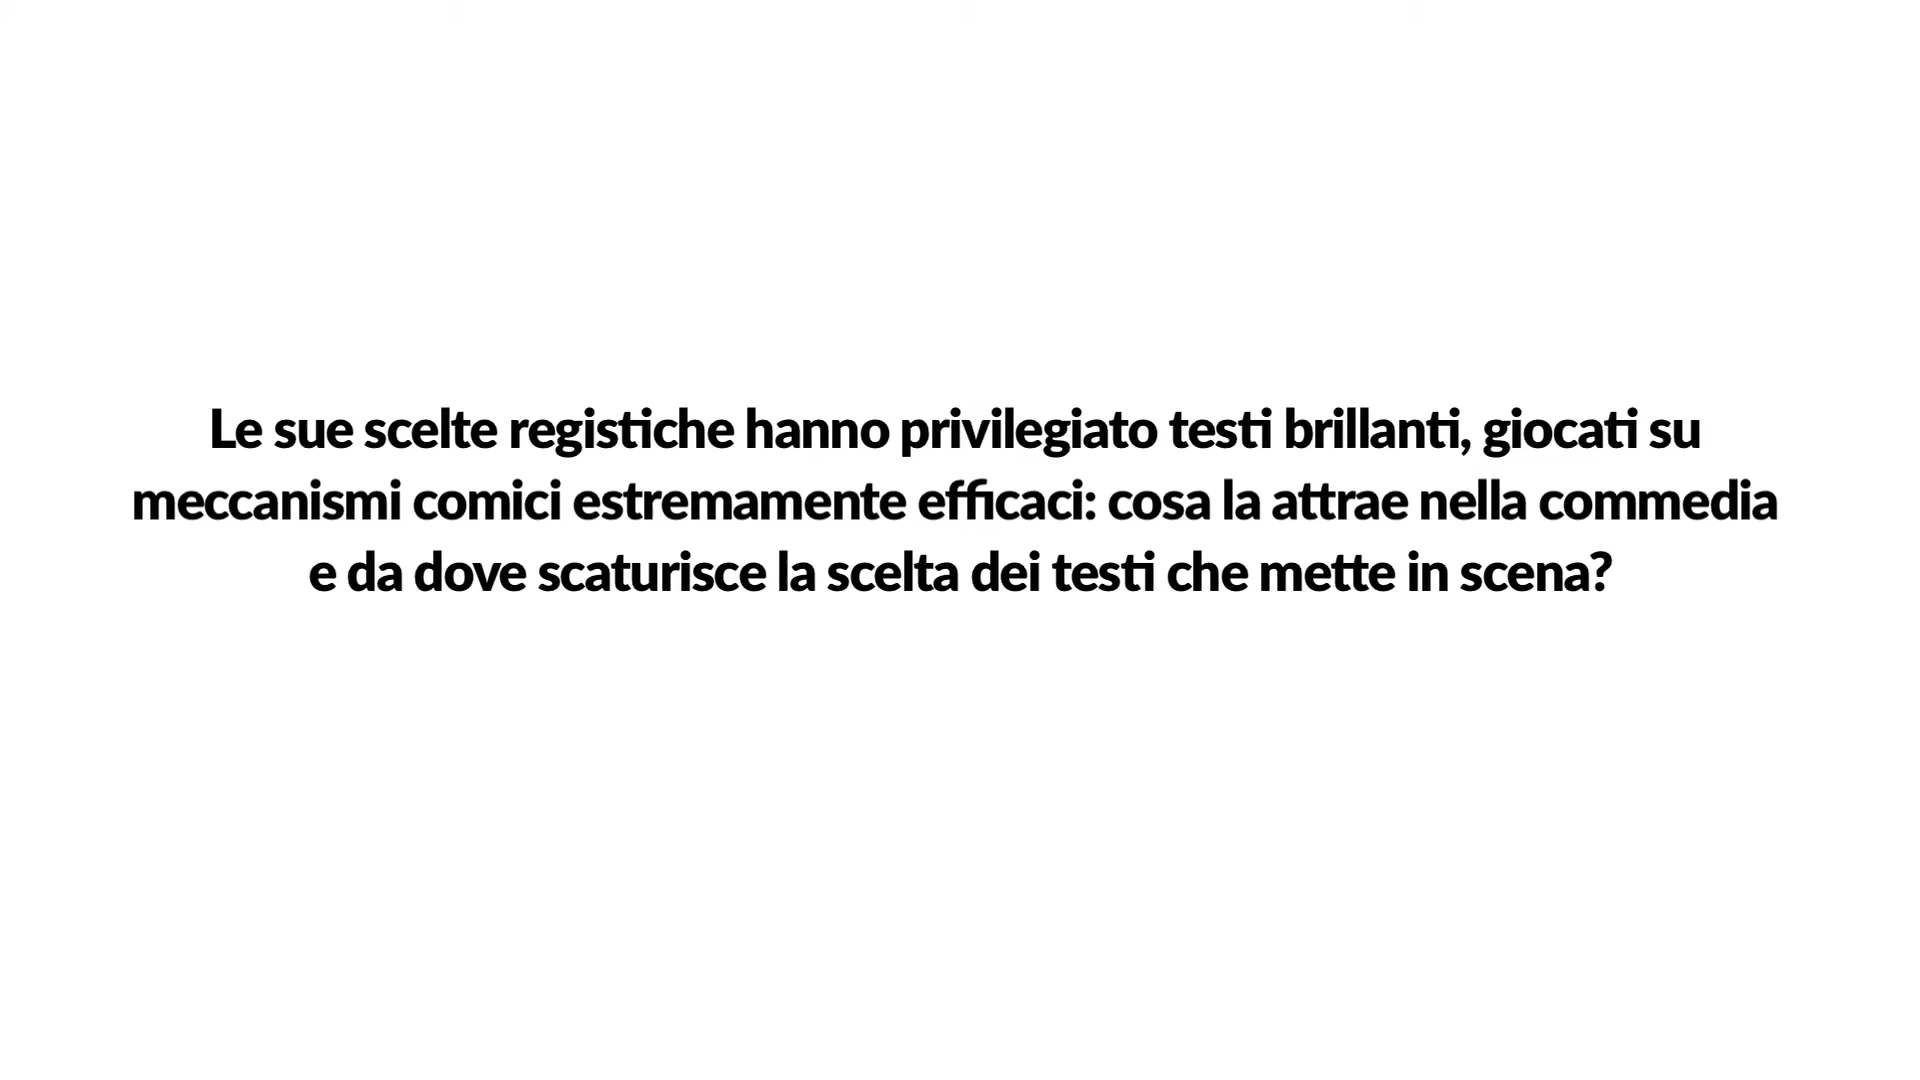 Le sue scelte registiche hanno privilegiato testi brillanti, giocati su
meccanismi comici estremamente efficaci: cosa la attrae nella commedia
e da dove scaturisce la scelta dei testi che mette in scena?